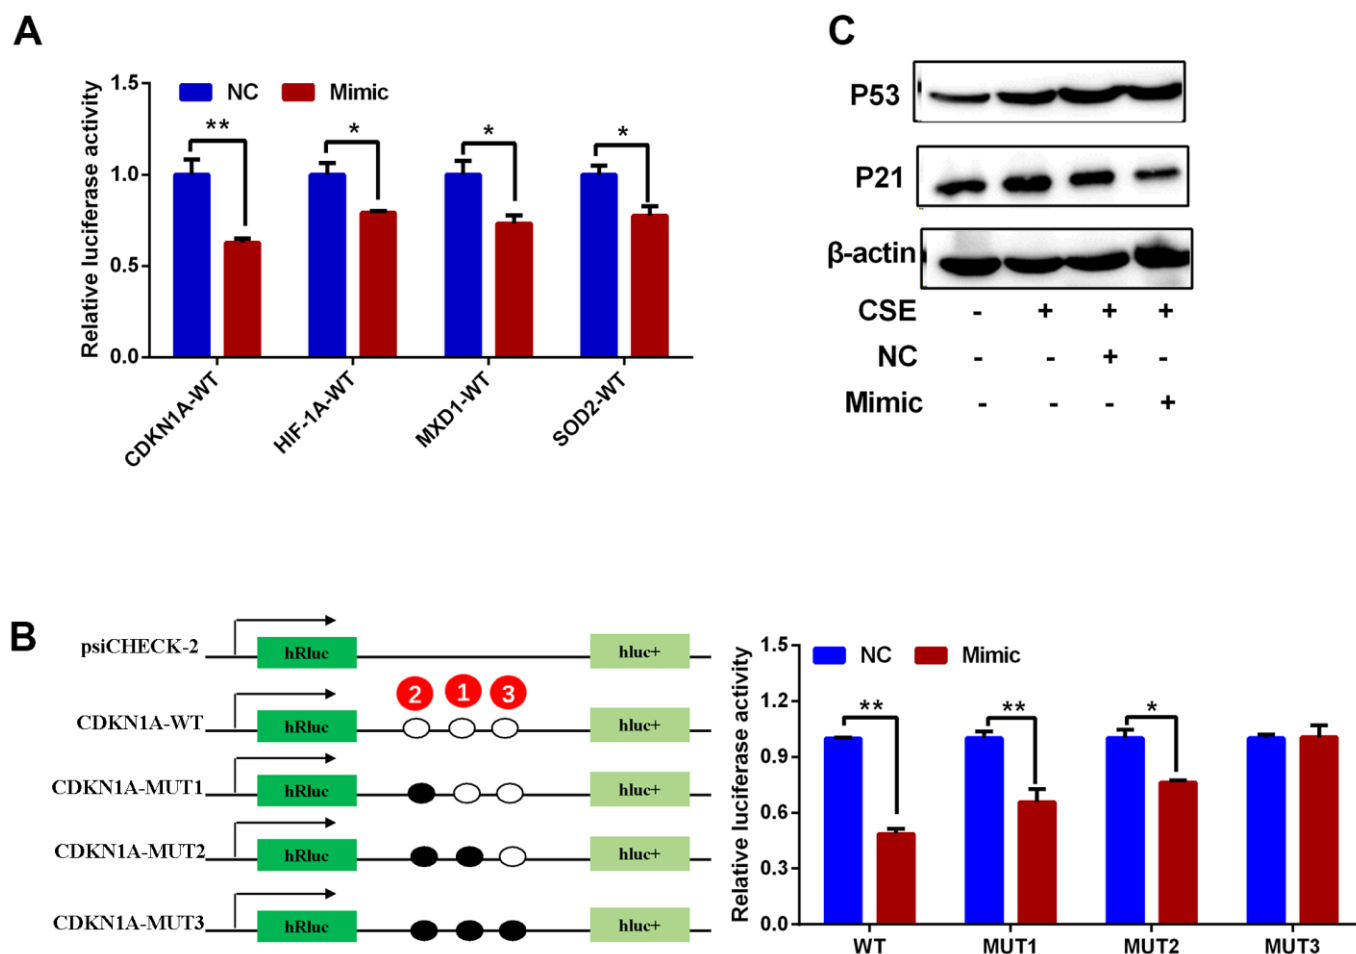 A
1.5
NC Mimic
** * * *
1.0
0.5
0.0
Relative luciferase activity
CDKN1A-WT HIF-1A-WT MXD1-WT SOD2-WT
C
P53
P21
β-actin
CSE - + + +
NC - - + -
Mimic - - - +
B
psiCHECK-2 hRluc hluc+
2 1 3
CDKN1A-WT hRluc hluc+
CDKN1A-MUT1 hRluc hluc+
CDKN1A-MUT2 hRluc hluc+
CDKN1A-MUT3 hRluc hluc+
1.5
NC Mimic
1.2
** ** *
0.9
0.6
0.3
0.0
Relative luciferase activity
WT MUT1 MUT2 MUT3